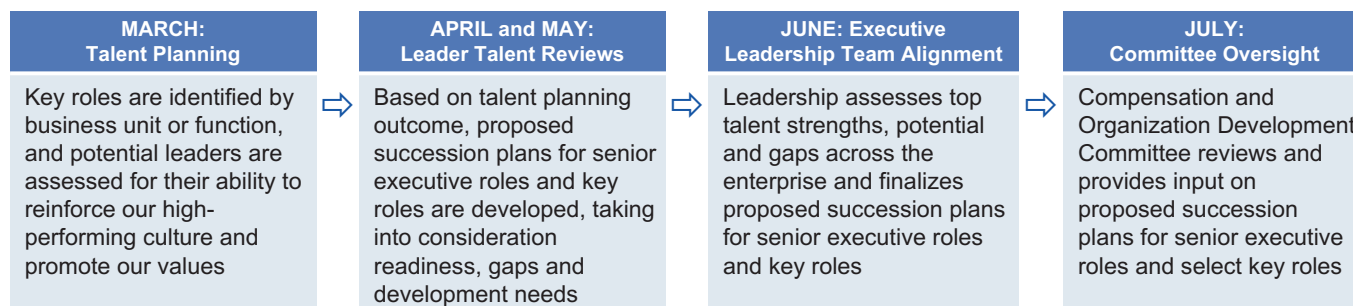 MARCH:
Talent Planning
Key roles are identified by
business unit or function,
and potential leaders are
assessed for their ability to
reinforce our high-
performing culture and
promote our values
APRIL and MAY:
Leader Talent Reviews
Based on talent planning
outcome, proposed
succession plans for senior
executive roles and key
roles are developed, taking
into consideration
readiness, gaps and
development needs
JUNE: Executive
Leadership Team Alignment
Leadership assesses top
talent strengths, potential
and gaps across the
enterprise and finalizes
proposed succession plans
for senior executive roles
and key roles
JULY:
Committee Oversight
Compensation and
Organization Development
Committee reviews and
provides input on
proposed succession
plans for senior executive
roles and select key roles